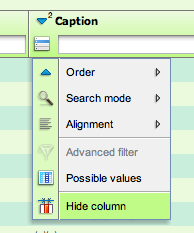 2 Caption
Order
Search mode
Alignment
Advanced filter
Possible values
Hide column